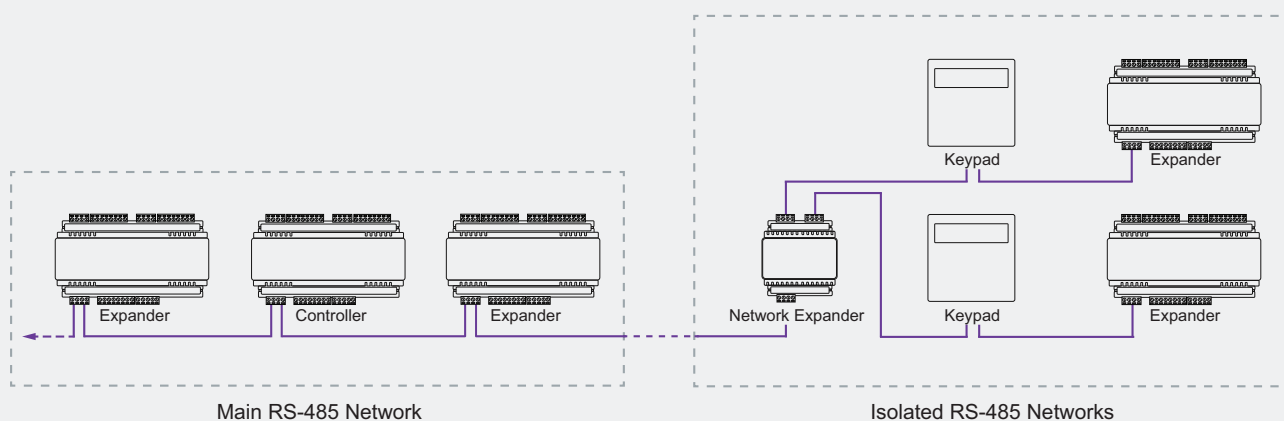 Keypad
Expander
Expander
Controller
Expander
Network Expander
Keypad
Expander
Main RS-485 Network
Isolated RS-485 Networks